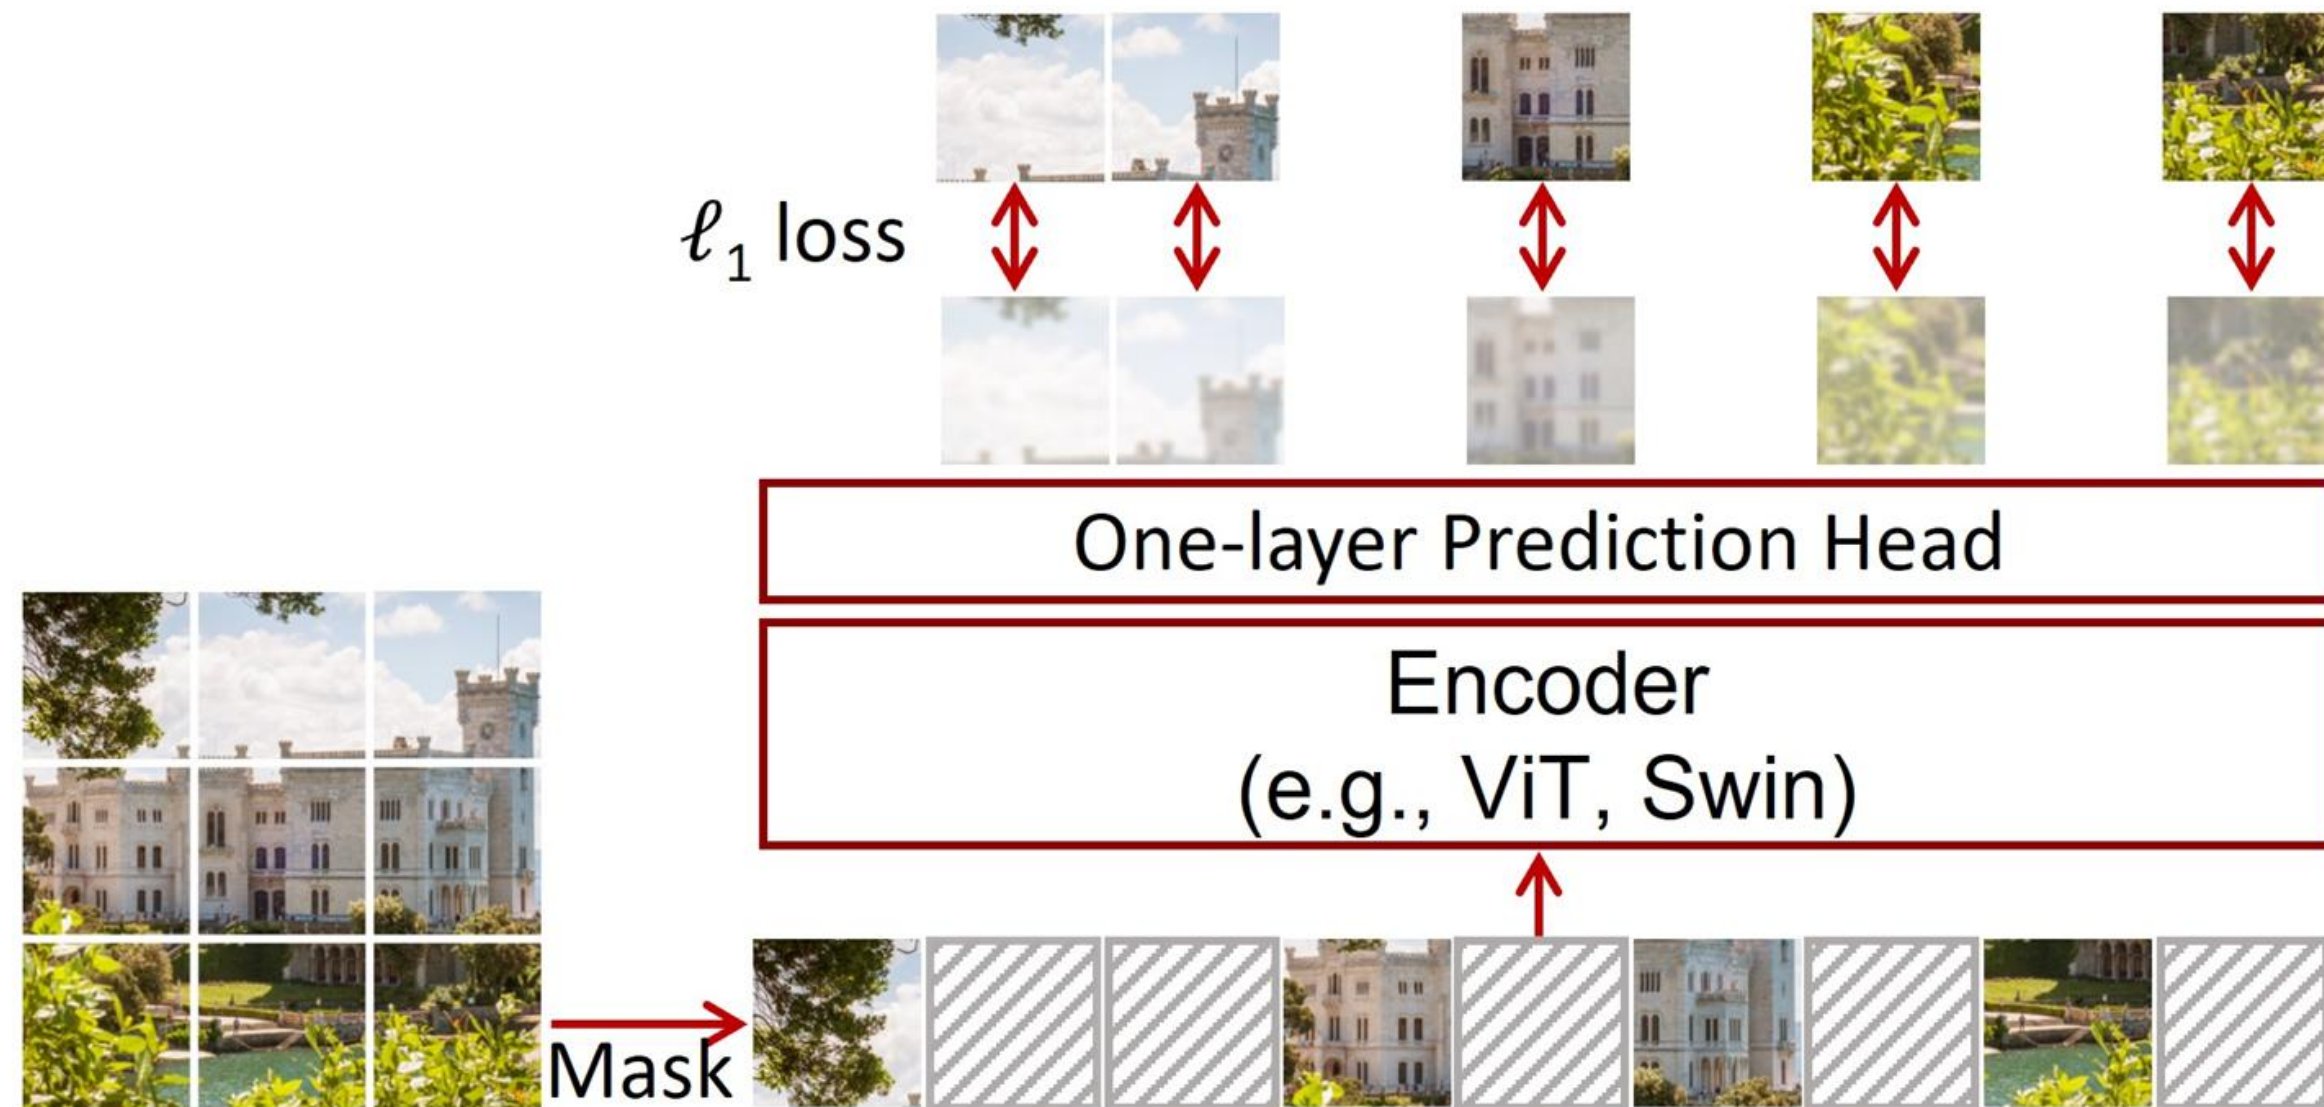 ℓ₁ loss
One-layer Prediction Head
Encoder
(e.g., ViT, Swin)
Mask